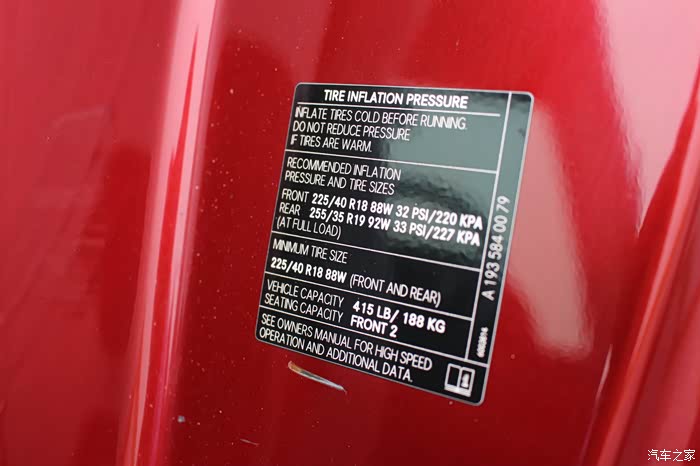 TIRE INFLATION PRESSURE
INFLATE TIRES COLD BEFORE RUNNING.
DO NOT REDUCE PRESSURE
IF TIRES ARE WARM.
RECOMMENDED INFLATION
PRESSURE AND TIRE SIZES
FRONT 225/40 R18 88W 32 PSI/220 KPA
REAR 255/35 R19 92W 33 PSI/227 KPA
(AT FULL LOAD)
MINIMUM TIRE SIZE
225/40 R18 88W (FRONT AND REAR)
VEHICLE CAPACITY 415 LB/ 188 KG
SEATING CAPACITY FRONT 2
SEE OWNERS MANUAL FOR HIGH SPEED
OPERATION AND ADDITIONAL DATA.
A 193 584 00 79
汽车之家